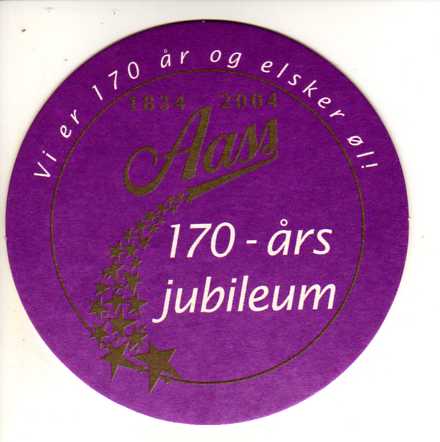 Vi er 170 år og elsker øl!
1834 2004
Aass
170 - års
jubileum